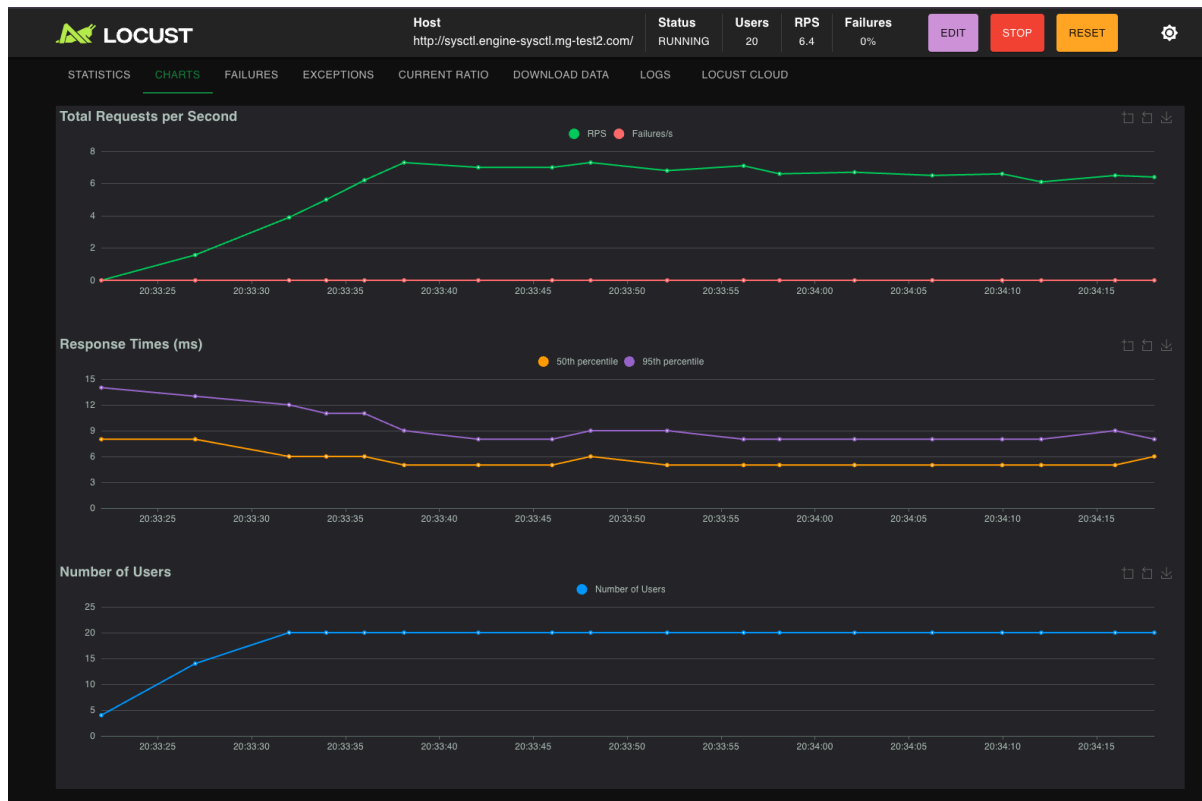 LOCUST
Host
http://sysctl.engine-sysctl.mg-test2.com/
Status
RUNNING
Users
20
RPS
6.4
Failures
0%
EDIT
STOP
RESET
STATISTICS CHARTS FAILURES EXCEPTIONS CURRENT RATIO DOWNLOAD DATA LOGS LOCUST CLOUD
Total Requests per Second
RPS Failures/s
8
6
4
2
0
20:33:25 20:33:30 20:33:35 20:33:40 20:33:45 20:33:50 20:33:55 20:34:00 20:34:05 20:34:10 20:34:15
Response Times (ms)
50th percentile 95th percentile
15
12
9
6
3
0
20:33:25 20:33:30 20:33:35 20:33:40 20:33:45 20:33:50 20:33:55 20:34:00 20:34:05 20:34:10 20:34:15
Number of Users
Number of Users
25
20
15
10
5
0
20:33:25 20:33:30 20:33:35 20:33:40 20:33:45 20:33:50 20:33:55 20:34:00 20:34:05 20:34:10 20:34:15